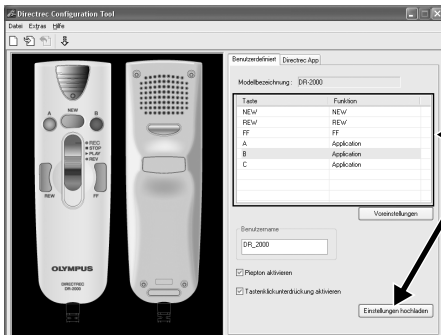 Directrec Configuration Tool
Datei Extras Hilfe
Benutzerdefiniert Directrec App
Modellbezeichnung: DR-2000
Taste Funktion
NEW NEW
REW REW
FF FF
A Application
B Application
C Application
Voreinstellungen
Benutzername
DR_2000
Piepton aktivieren
Tastenklickunterdrückung aktivieren
Einstellungen hochladen
NEW
A B
REC
STOP
PLAY
REV
REW FF
OLYMPUS
DIRECTREC
DR-2000